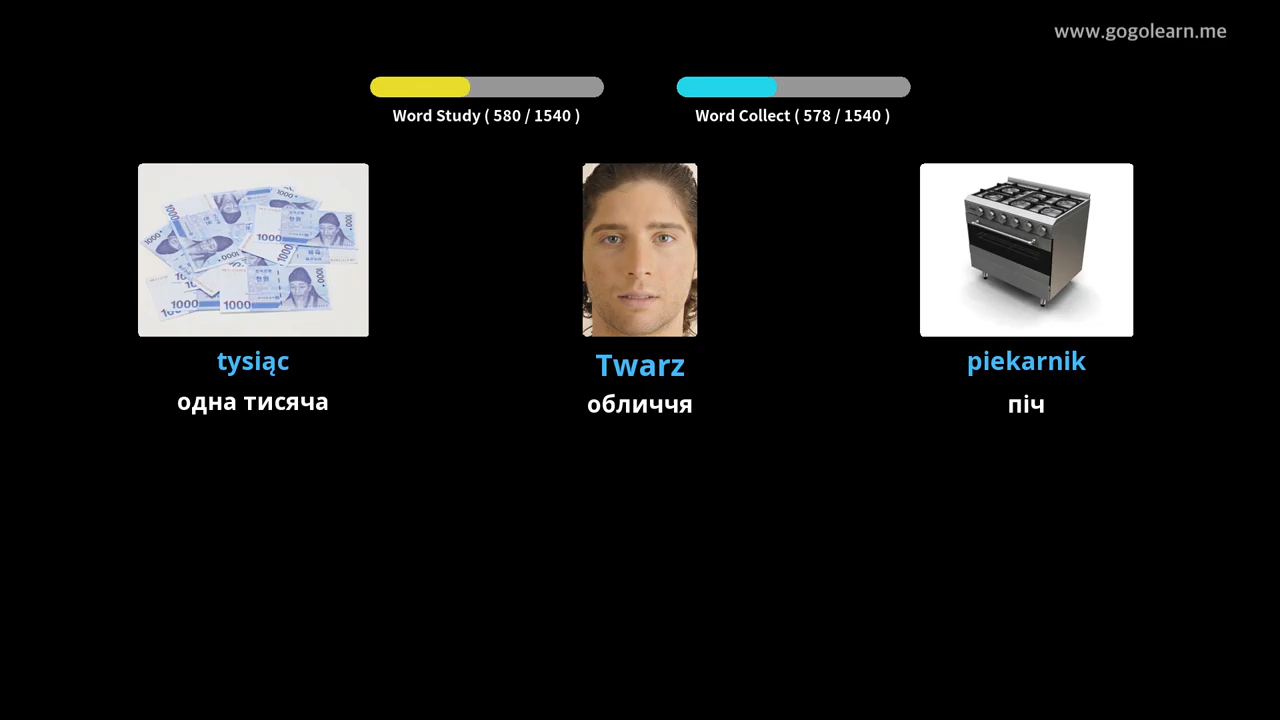 www.gogolearn.me
Word Study ( 580 / 1540 )
Word Collect ( 578 / 1540 )
tysiąc
Twarz
piekarnik
одна тисяча
обличчя
піч